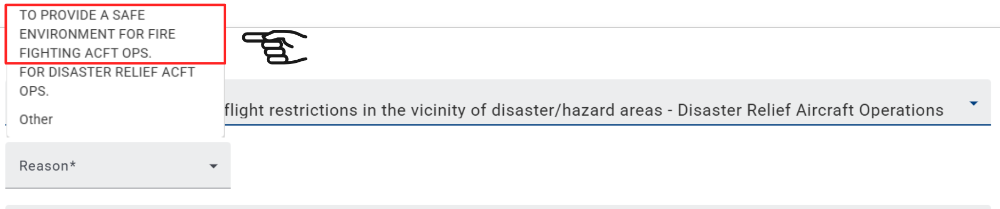 TO PROVIDE A SAFE
ENVIRONMENT FOR FIRE
FIGHTING ACFT OPS.
FOR DISASTER RELIEF ACFT
OPS.
flight restrictions in the vicinity of disaster/hazard areas - Disaster Relief Aircraft Operations
Other
Reason*